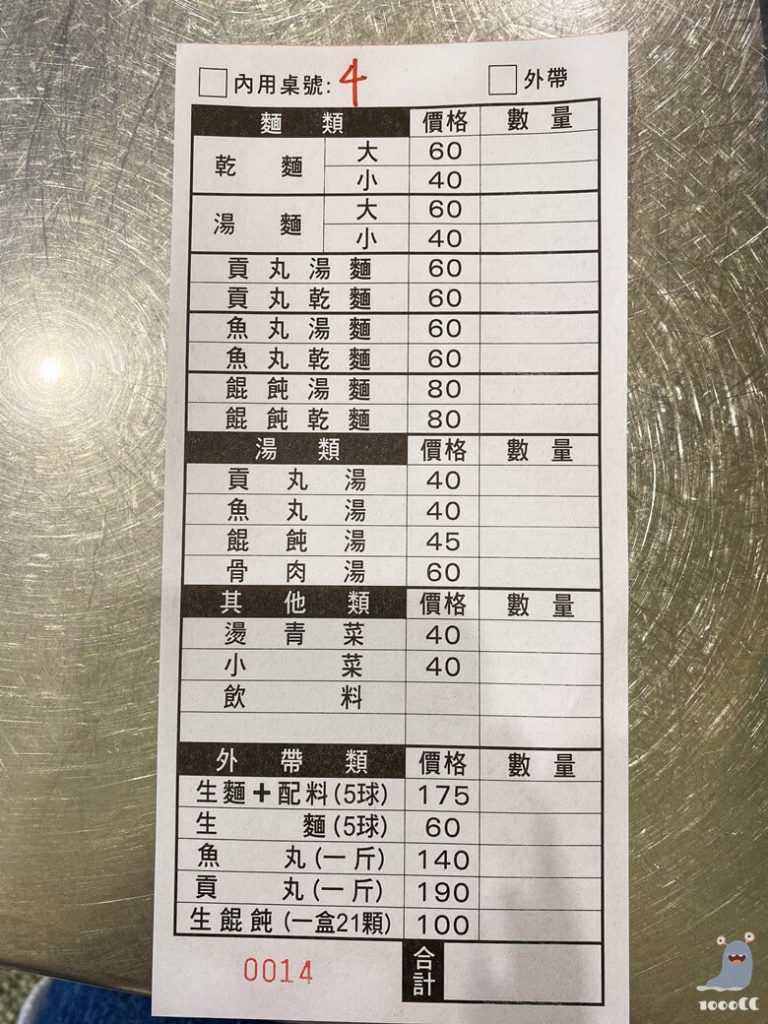 內用桌號: 4 外帶
麵類 價格 數量
乾麵 大 60
小 40
湯麵 大 60
小 40
貢丸湯麵 60
貢丸乾麵 60
魚丸湯麵 60
魚丸乾麵 60
餛飩湯麵 80
餛飩乾麵 80
湯類 價格 數量
貢丸湯 40
魚丸湯 40
餛飩湯 45
骨肉湯 60
其他類 價格 數量
燙青菜 40
小菜 40
飲料
外帶類 價格 數量
生麵+配料(5球) 175
生麵(5球) 60
魚丸(一斤) 140
貢丸(一斤) 190
生餛飩(一盒21顆) 100
0014 合計
1000CC